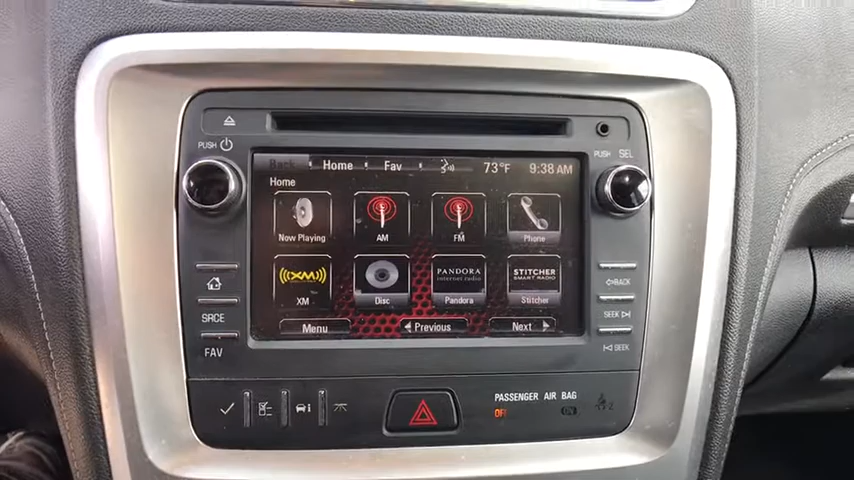 PUSH
PUSH SEL
Back Home Fav 73°F 9:38 AM
Home
Now Playing AM FM Phone
XM PANDORA internet radio STITCHER SMART RADIO
XM Disc Pandora Stitcher
Menu Previous Next
BACK
SRCE
FAV
SEEK
SEEK
PASSENGER AIR BAG
OFF ON